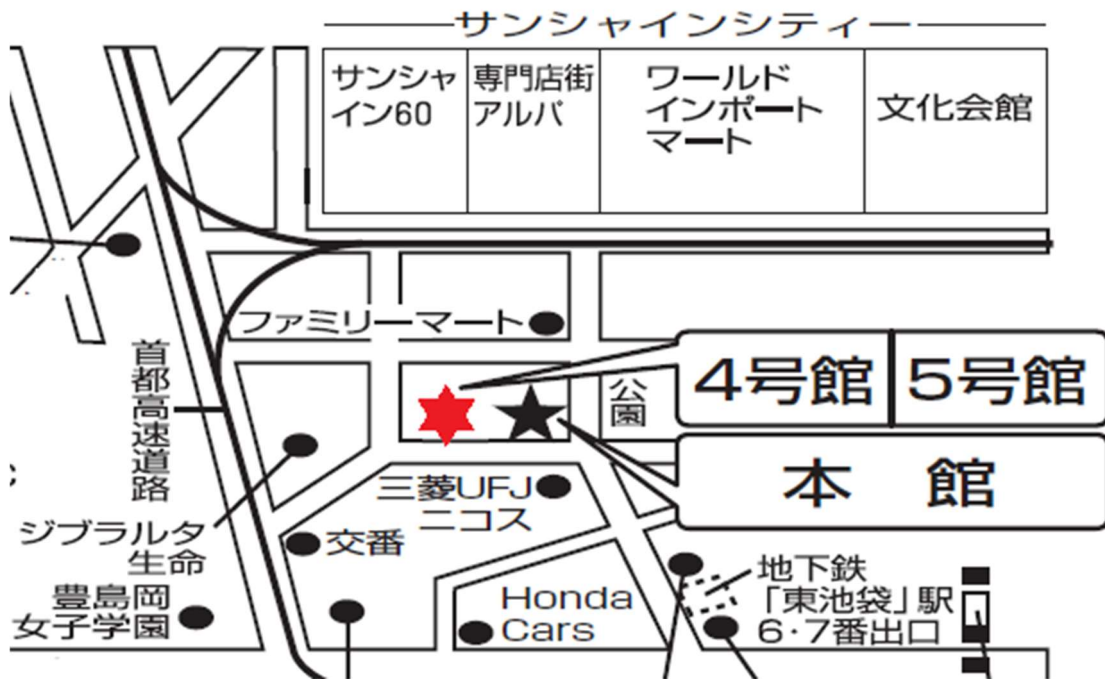 サンシャインシティー
サンシャ
イン60
専門店街
アルパ
ワールド
インポート
マート
文化会館
ファミリーマート
首都高速道路
公園
4号館
5号館
本館
三菱UFJ
ニコス
ジブラルタ
生命
交番
豊島岡
女子学園
Honda
Cars
地下鉄
「東池袋」駅
6・7番出口